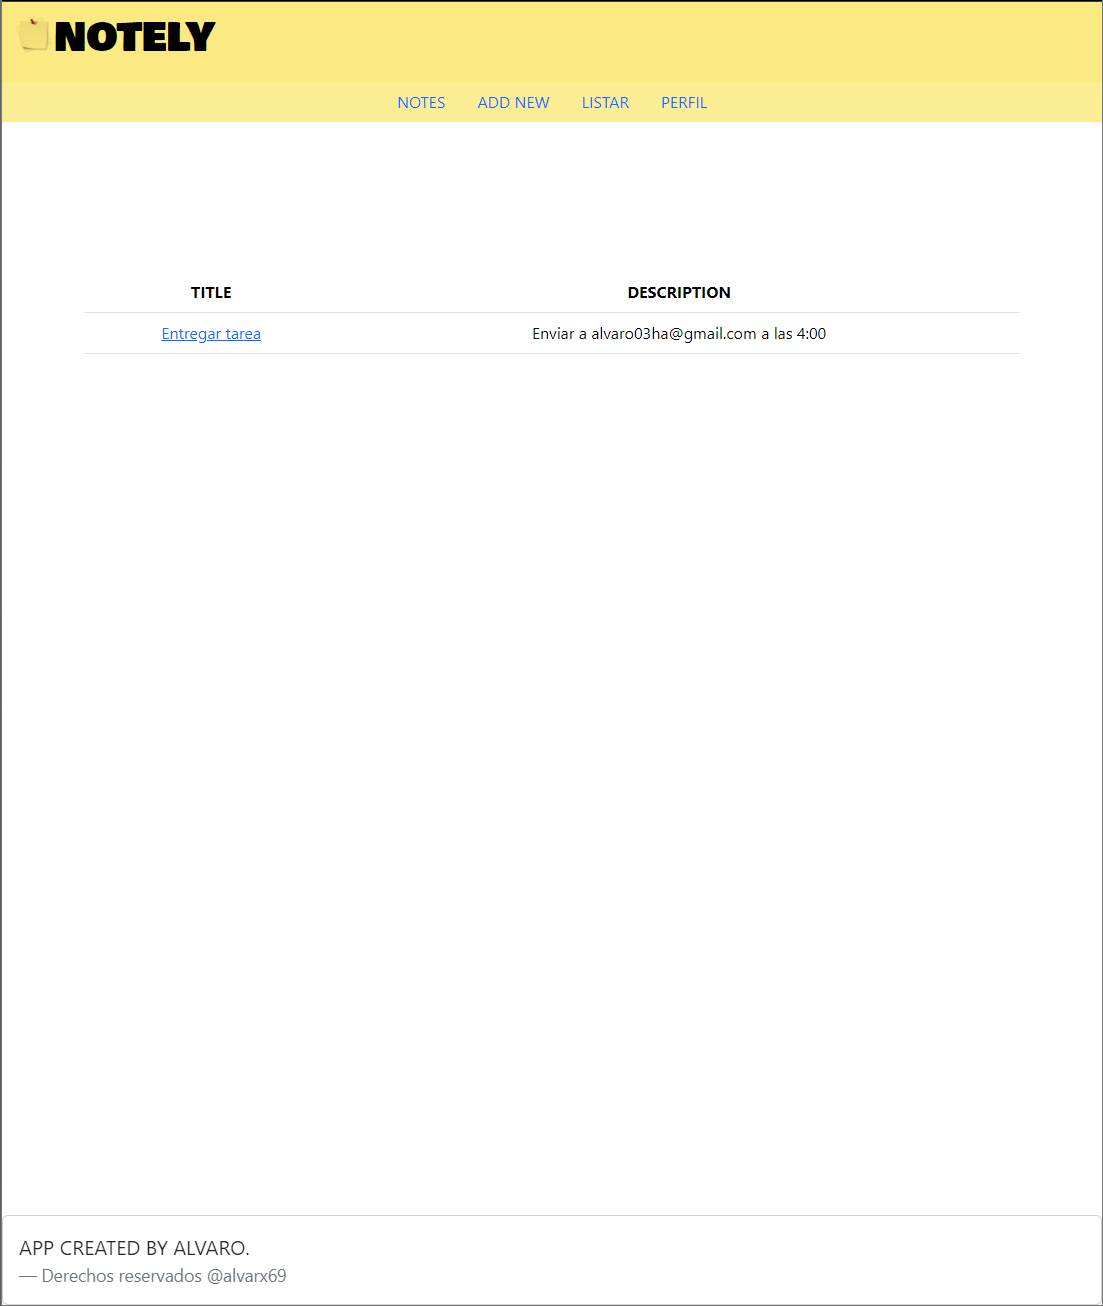 NOTELY
NOTES ADD NEW LISTAR PERFIL
TITLE DESCRIPTION
Entregar tarea Enviar a alvaro03ha@gmail.com a las 4:00
APP CREATED BY ALVARO.
— Derechos reservados @alvarx69